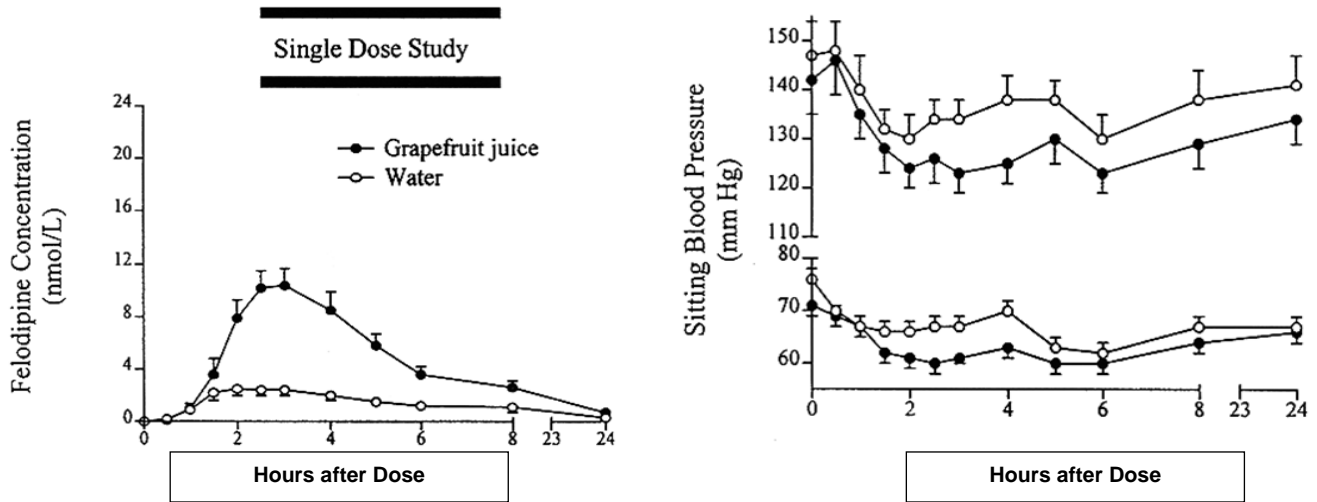 Single Dose Study
Felodipine Concentration
(nmol/L)
24
20
16
12
8
4
0
Grapefruit juice
Water
0 2 4 6 8 23 24
Hours after Dose
Sitting Blood Pressure
(mm Hg)
150
140
130
120
110
80
70
60
0 2 4 6 8 23 24
Hours after Dose